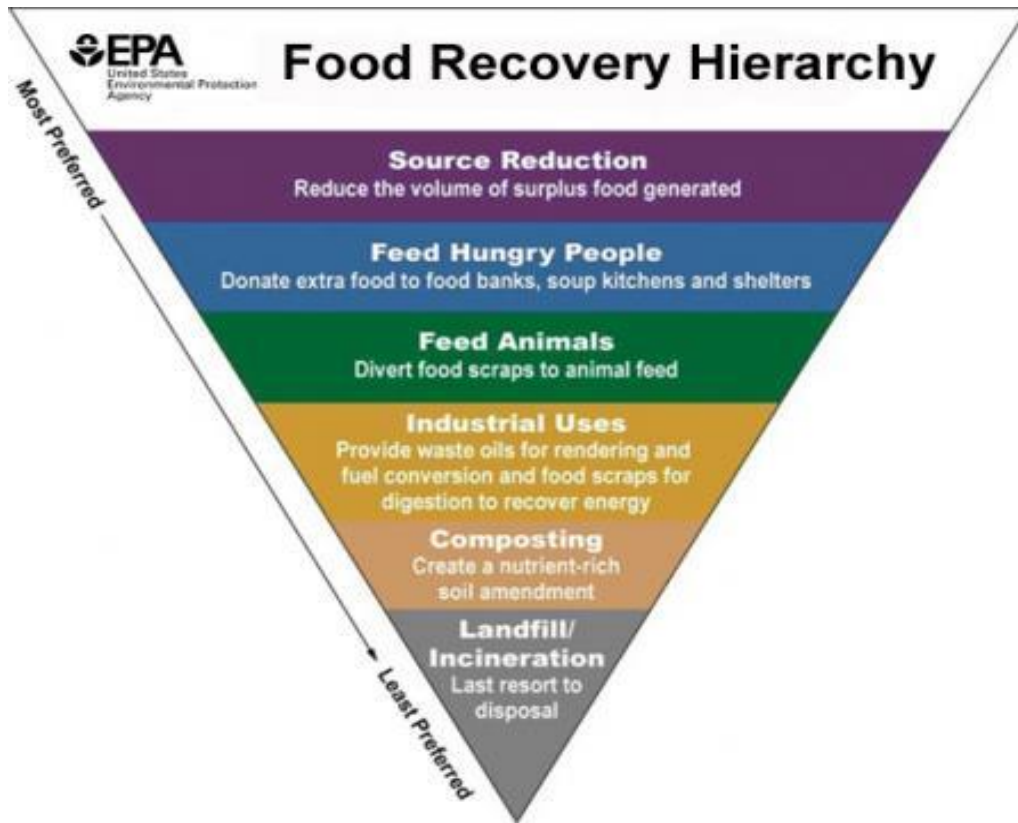 EPA
United States
Environmental Protection
Agency
Food Recovery Hierarchy
Most Preferred
Source Reduction
Reduce the volume of surplus food generated
Feed Hungry People
Donate extra food to food banks, soup kitchens and shelters
Feed Animals
Divert food scraps to animal feed
Industrial Uses
Provide waste oils for rendering and
fuel conversion and food scraps for
digestion to recover energy
Composting
Create a nutrient-rich
soil amendment
Landfill/
Incineration
Last resort to
disposal
Least Preferred